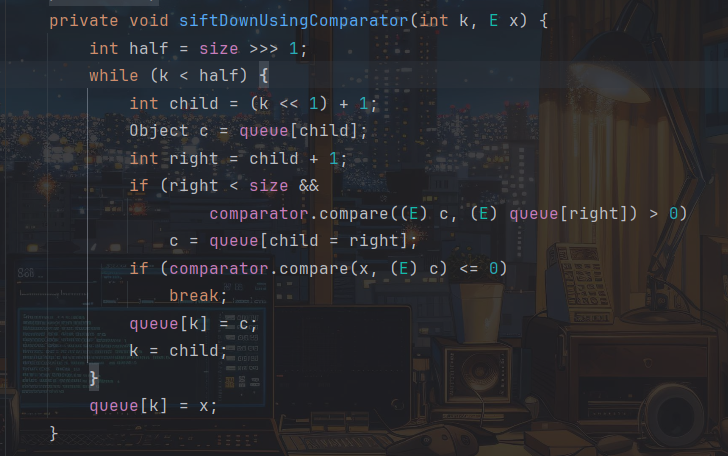 private void siftDownUsingComparator(int k, E x) {
    int half = size >>> 1;
    while (k < half) {
        int child = (k << 1) + 1;
        Object c = queue[child];
        int right = child + 1;
        if (right < size &&
                comparator.compare((E) c, (E) queue[right]) > 0)
            c = queue[child = right];
        if (comparator.compare(x, (E) c) <= 0)
            break;
        queue[k] = c;
        k = child;
    }
    queue[k] = x;
}